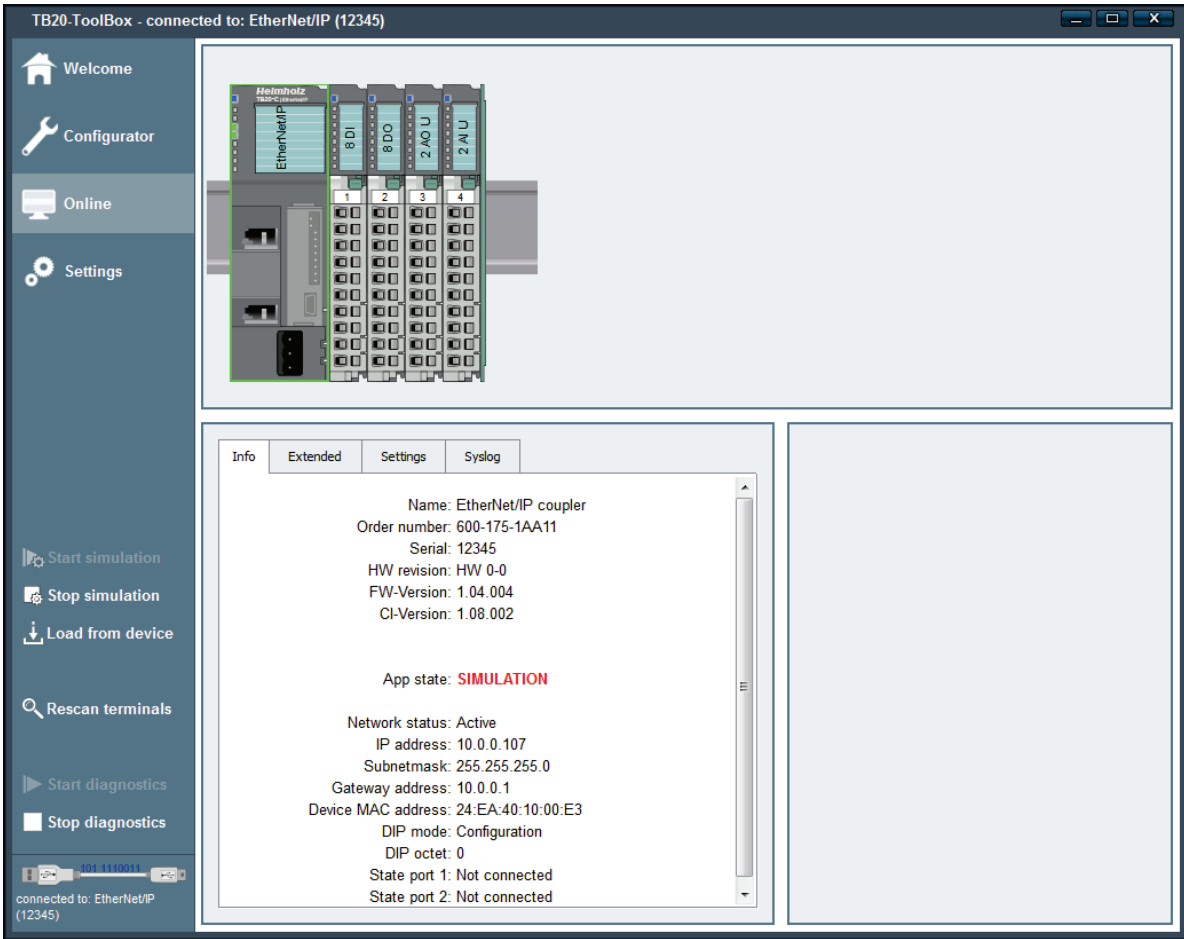 TB20-ToolBox - connected to: EtherNet/IP (12345)
Welcome
Configurator
Online
Settings
Start simulation
Stop simulation
Load from device
Rescan terminals
Start diagnostics
Stop diagnostics
101 1110011
connected to: EtherNet/IP
(12345)
Helmholz
EtherNet/IP
8 DI
8 DO
2 AO U
2 AI U
1 2 3 4
Info Extended Settings Syslog
Name: EtherNet/IP coupler
Order number: 600-175-1AA11
Serial: 12345
HW revision: HW 0-0
FW-Version: 1.04.004
CI-Version: 1.08.002
App state: SIMULATION
Network status: Active
IP address: 10.0.0.107
Subnetmask: 255.255.255.0
Gateway address: 10.0.0.1
Device MAC address: 24:EA:40:10:00:E3
DIP mode: Configuration
DIP octet: 0
State port 1: Not connected
State port 2: Not connected